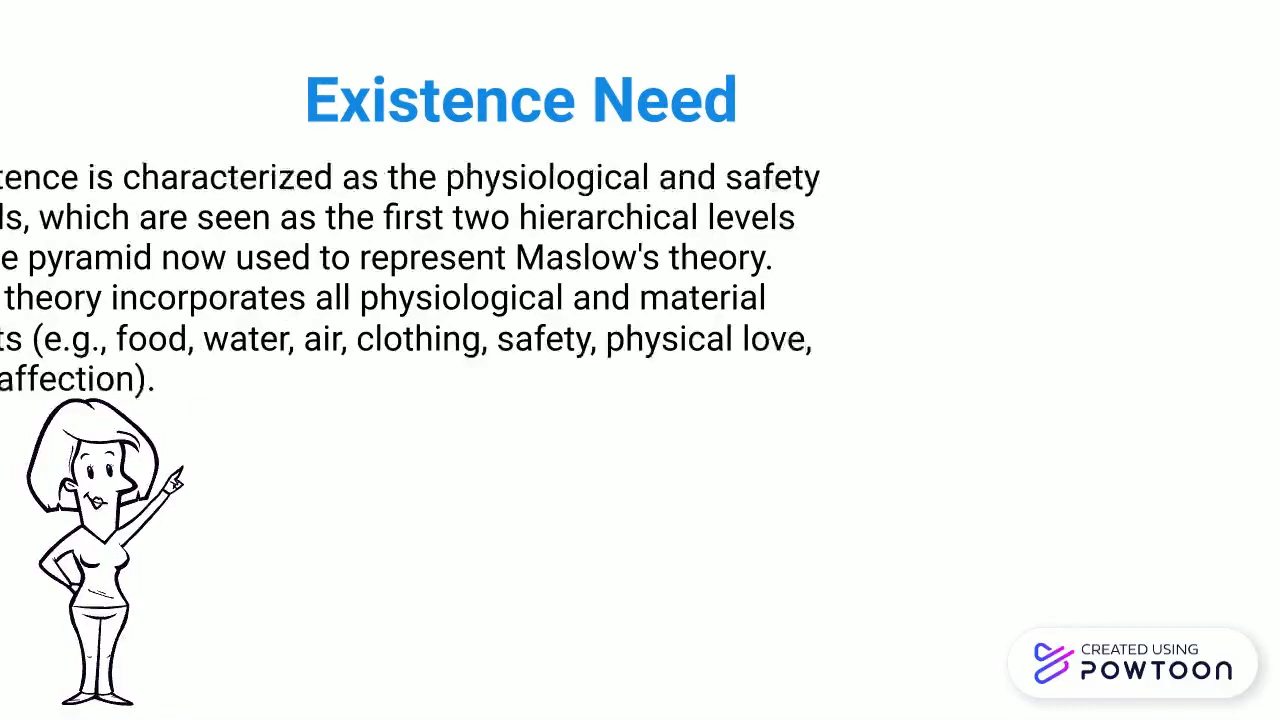 Existence Need
tence is characterized as the physiological and safety
ls, which are seen as the first two hierarchical levels
e pyramid now used to represent Maslow's theory.
theory incorporates all physiological and material
ts (e.g., food, water, air, clothing, safety, physical love,
affection).
CREATED USING
POWTOON